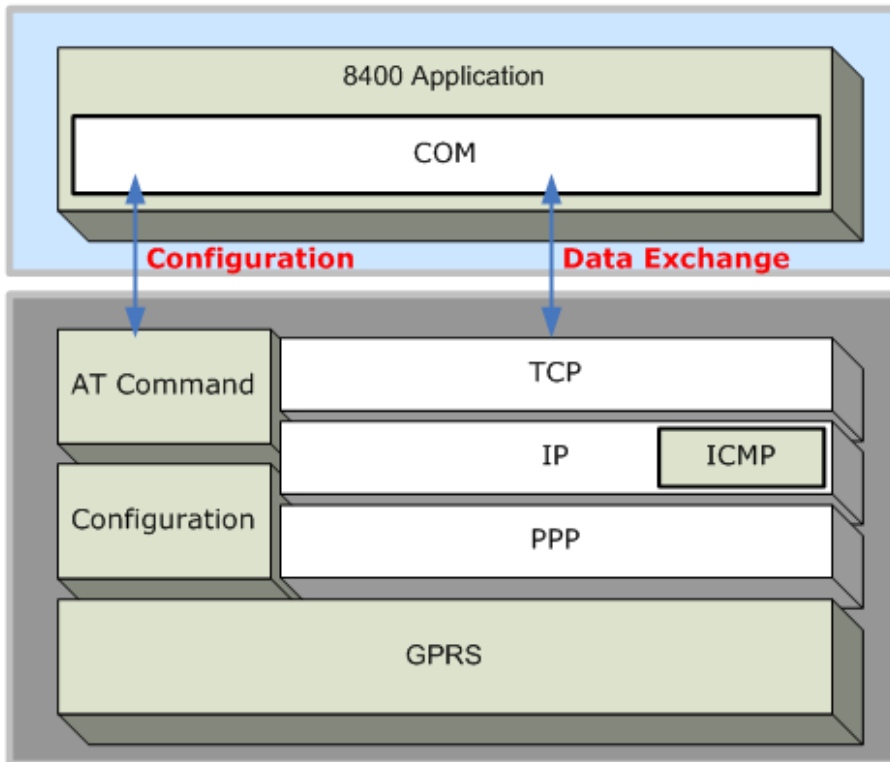 8400 Application
COM
Configuration
Data Exchange
AT Command
TCP
IP
ICMP
Configuration
PPP
GPRS